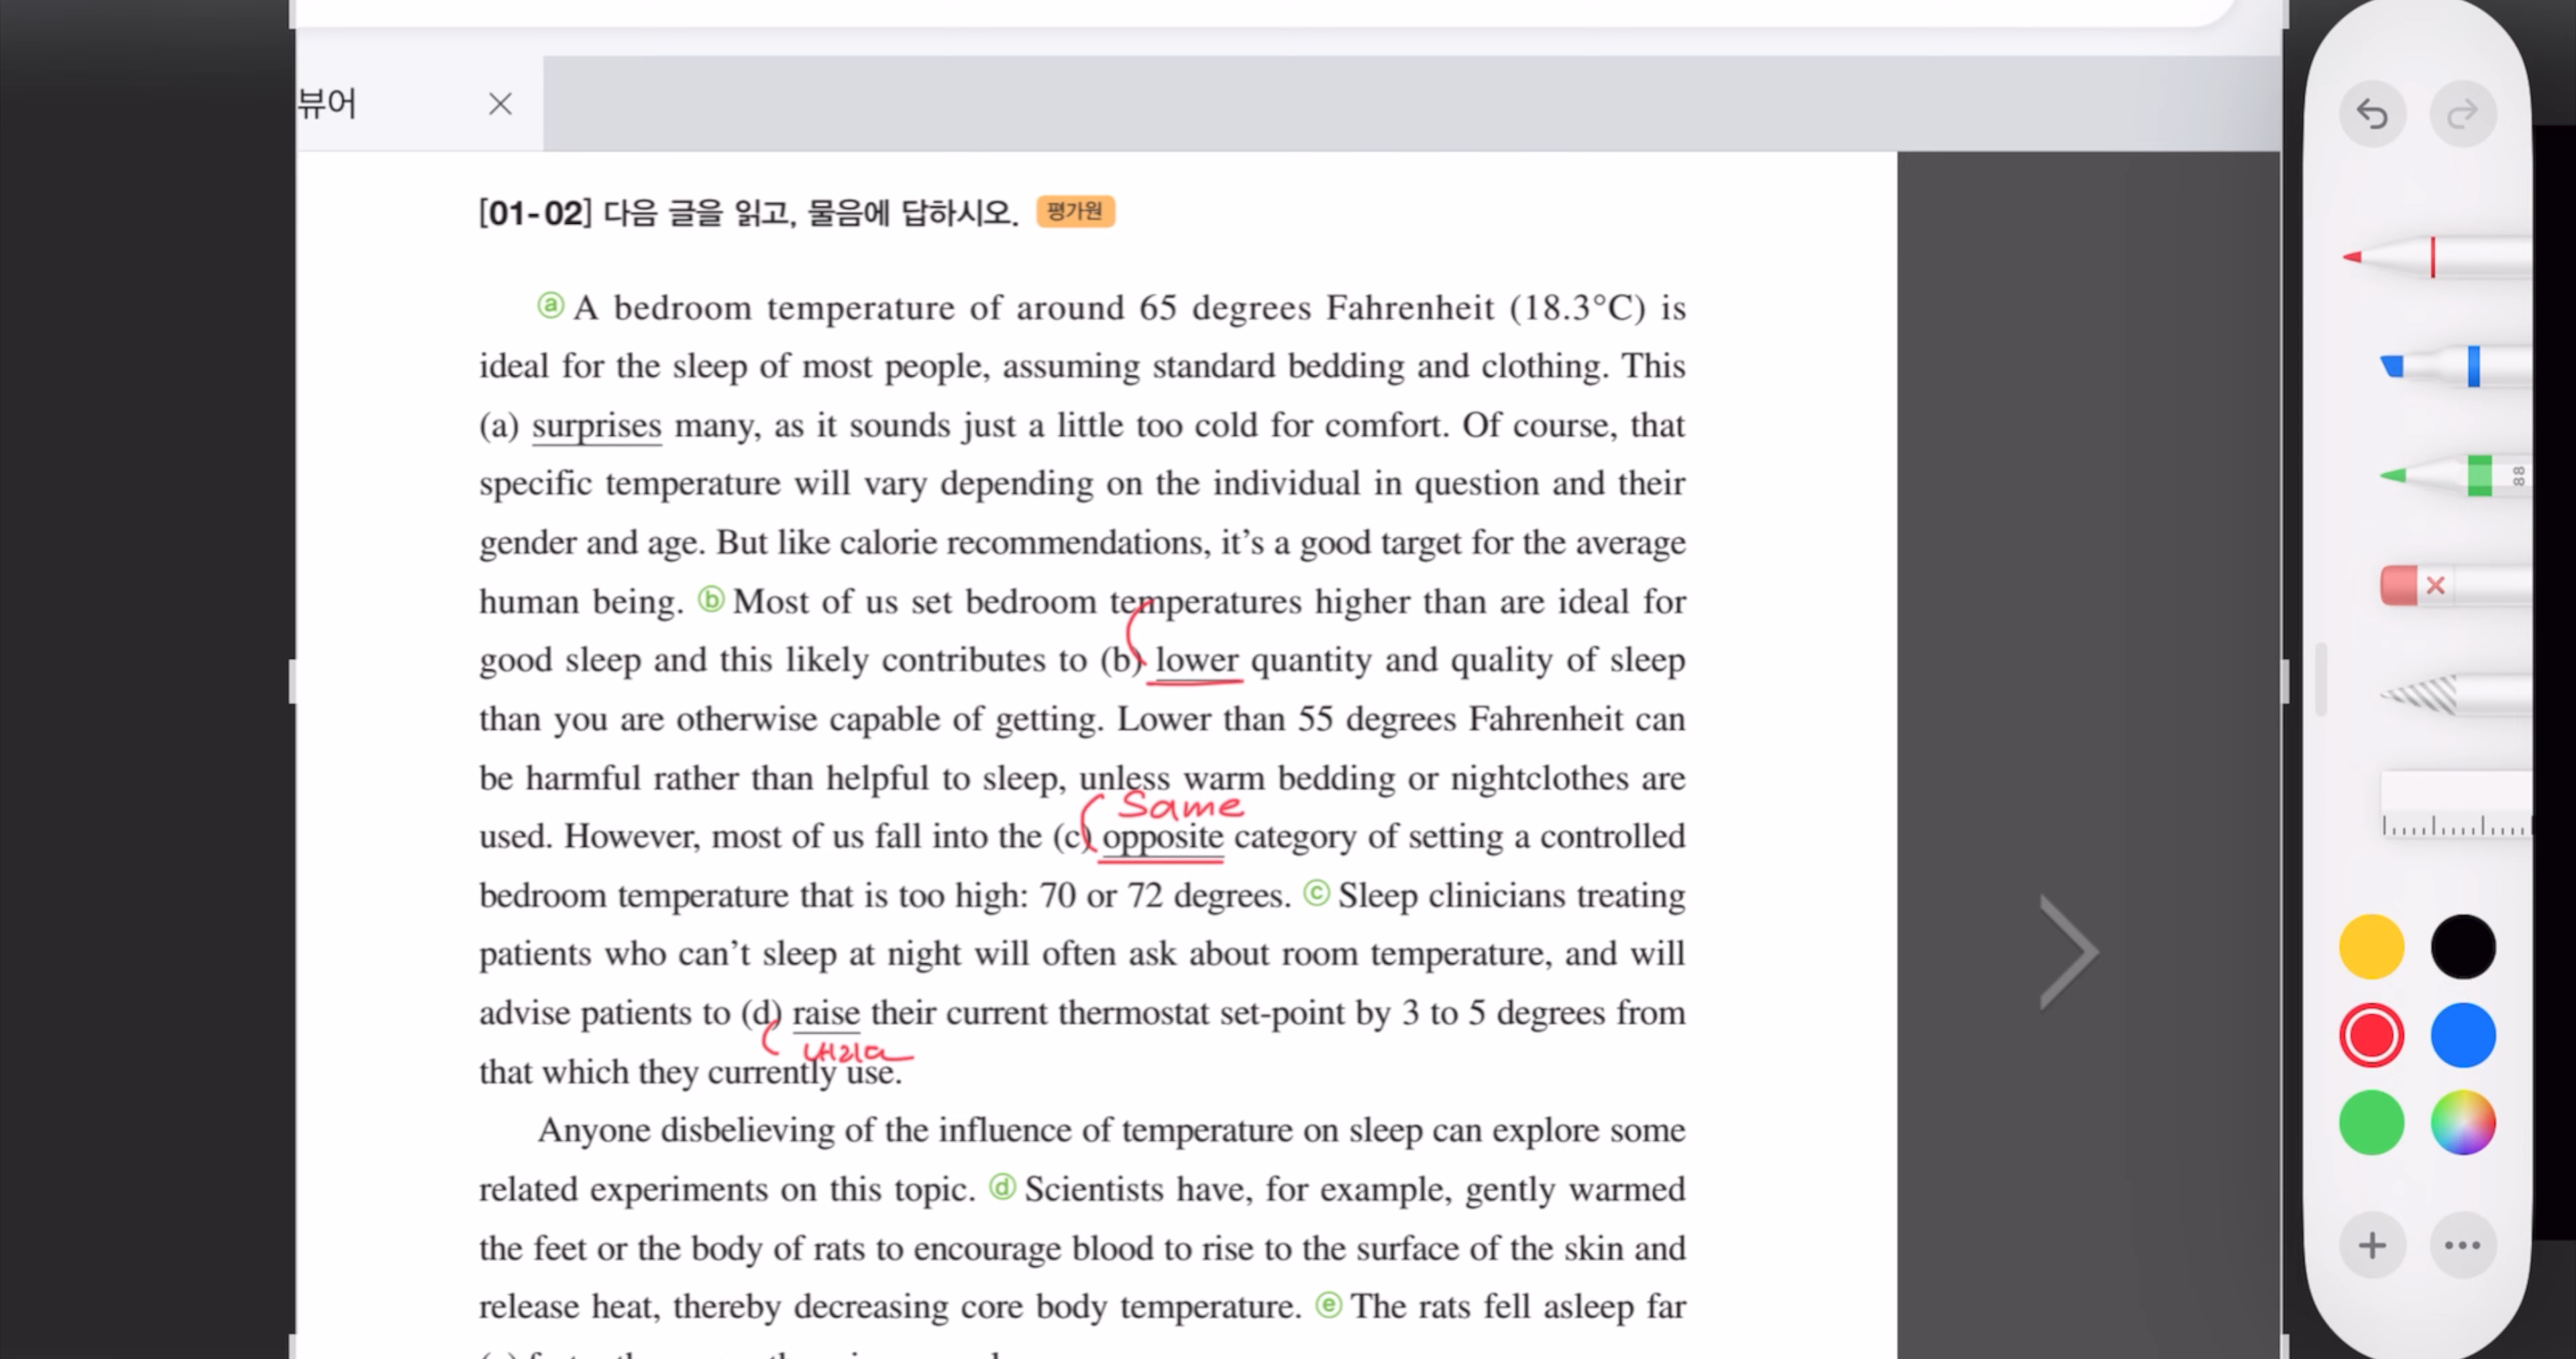 뷰어
[01-02] 다음 글을 읽고, 물음에 답하시오. 평가원
ⓐ A bedroom temperature of around 65 degrees Fahrenheit (18.3°C) is
ideal for the sleep of most people, assuming standard bedding and clothing. This
(a) surprises many, as it sounds just a little too cold for comfort. Of course, that
specific temperature will vary depending on the individual in question and their
gender and age. But like calorie recommendations, it’s a good target for the average
human being. ⓑ Most of us set bedroom temperatures higher than are ideal for
good sleep and this likely contributes to (b) lower quantity and quality of sleep
than you are otherwise capable of getting. Lower than 55 degrees Fahrenheit can
be harmful rather than helpful to sleep, unless warm bedding or nightclothes are
Same
used. However, most of us fall into the (c) opposite category of setting a controlled
bedroom temperature that is too high: 70 or 72 degrees. ⓒ Sleep clinicians treating
patients who can’t sleep at night will often ask about room temperature, and will
advise patients to (d) raise their current thermostat set-point by 3 to 5 degrees from
내리다
that which they currently use.
Anyone disbelieving of the influence of temperature on sleep can explore some
related experiments on this topic. ⓓ Scientists have, for example, gently warmed
the feet or the body of rats to encourage blood to rise to the surface of the skin and
release heat, thereby decreasing core body temperature. ⓔ The rats fell asleep far
88